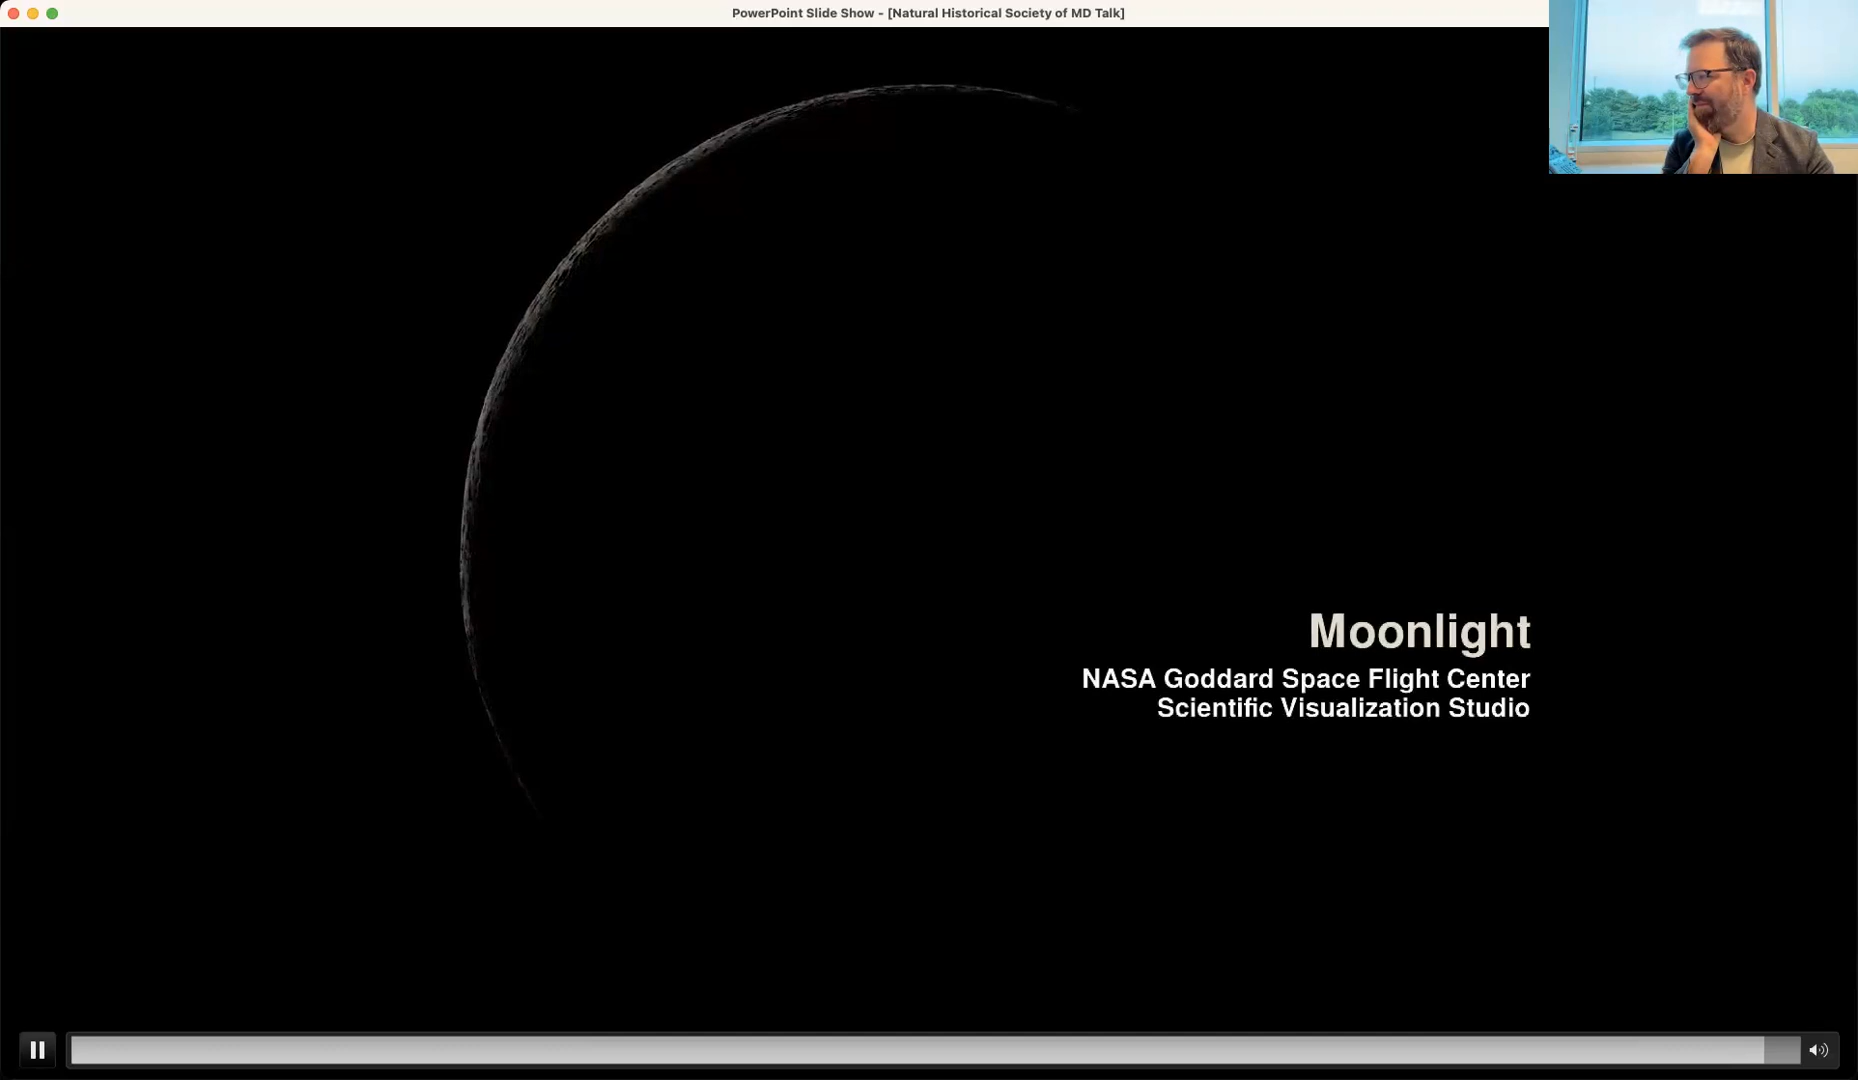 PowerPoint Slide Show - [Natural Historical Society of MD Talk]
Moonlight
NASA Goddard Space Flight Center
Scientific Visualization Studio